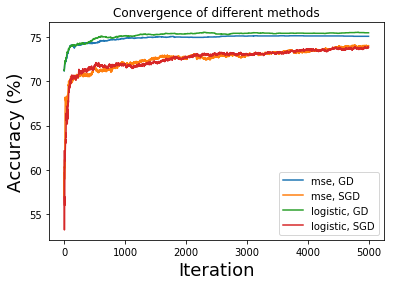 Convergence of different methods
Accuracy (%)
75
70
65
60
55
mse, GD
mse, SGD
logistic, GD
logistic, SGD
0 1000 2000 3000 4000 5000
Iteration